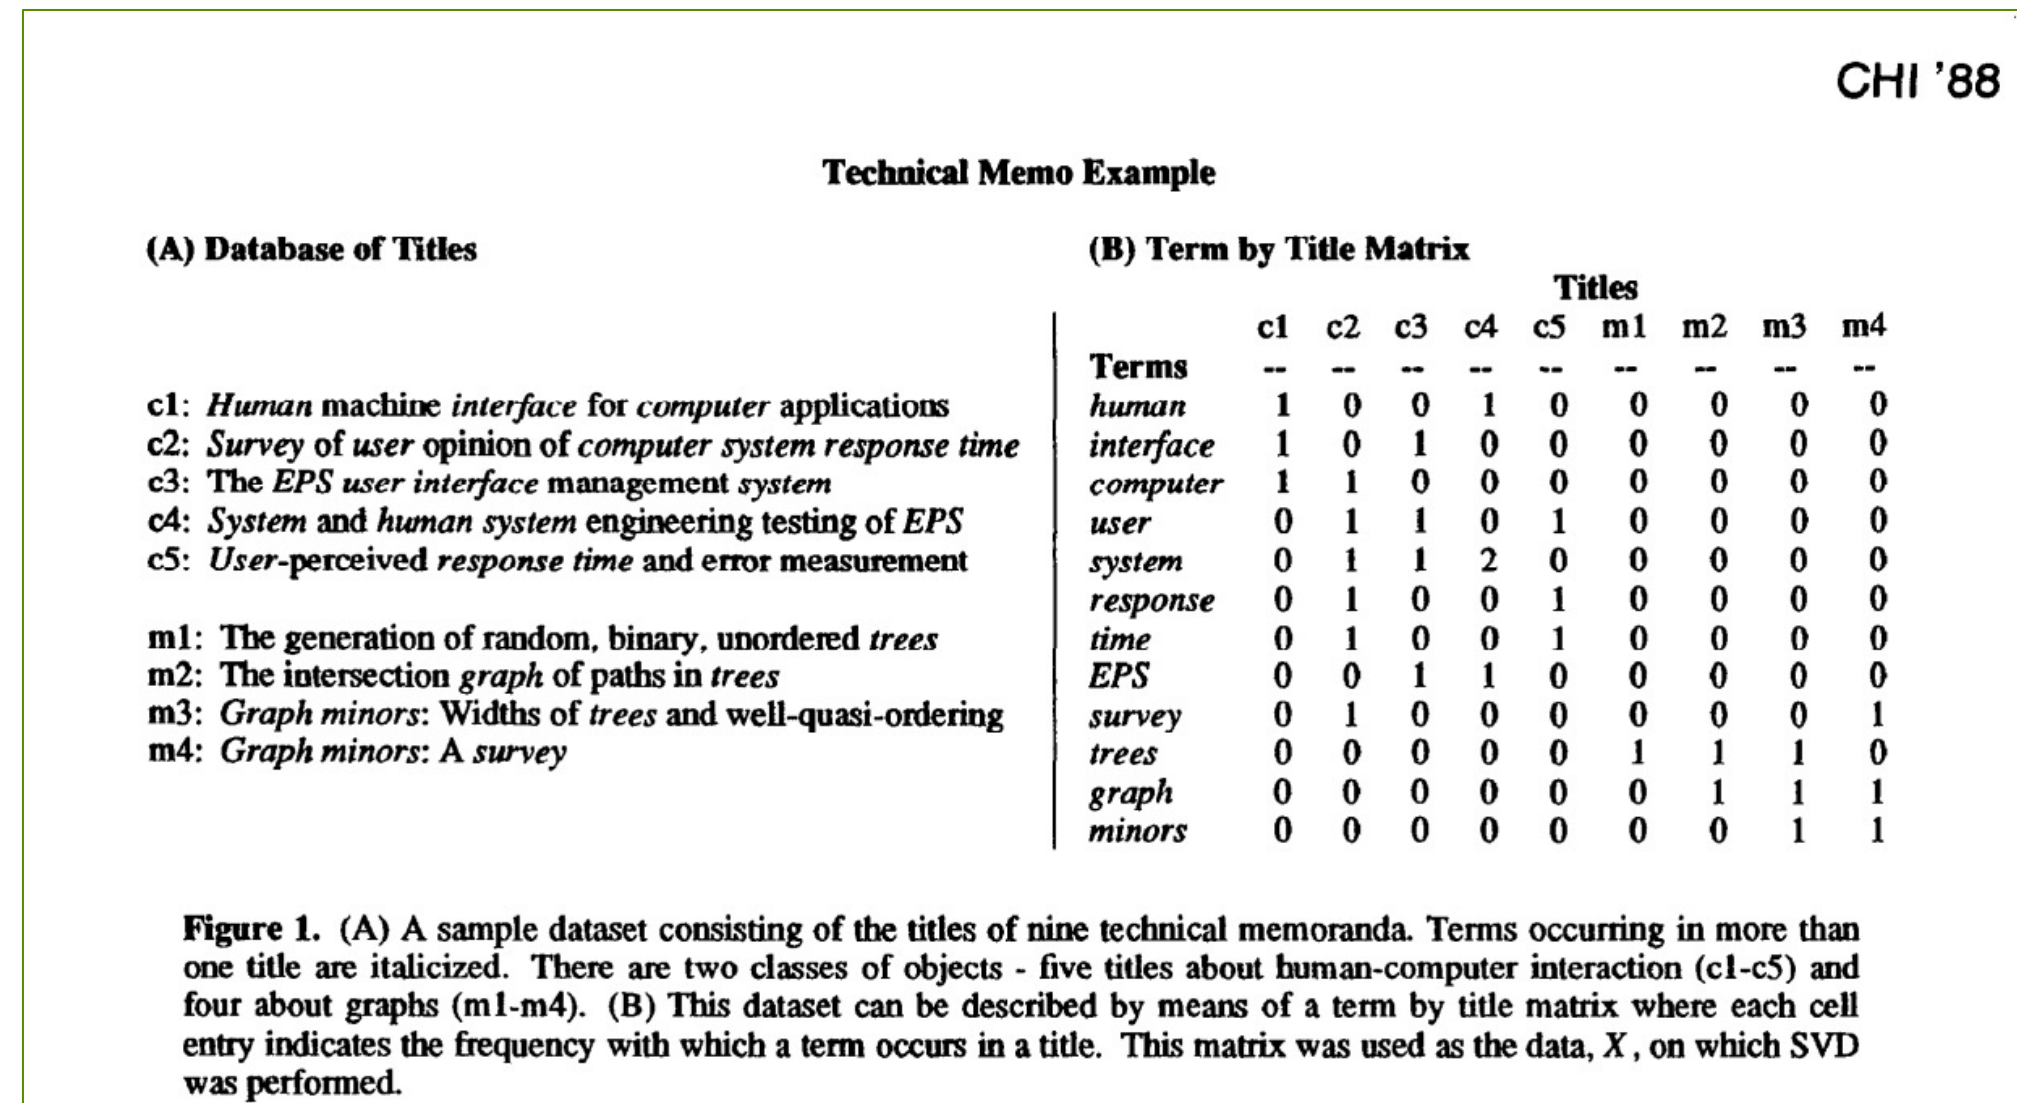 CHI '88
Technical Memo Example
(A) Database of Titles
c1: Human machine interface for computer applications
c2: Survey of user opinion of computer system response time
c3: The EPS user interface management system
c4: System and human system engineering testing of EPS
c5: User-perceived response time and error measurement
m1: The generation of random, binary, unordered trees
m2: The intersection graph of paths in trees
m3: Graph minors: Widths of trees and well-quasi-ordering
m4: Graph minors: A survey
(B) Term by Title Matrix
Titles
c1 c2 c3 c4 c5 m1 m2 m3 m4
Terms -- -- -- -- -- -- -- -- --
human 1 0 0 1 0 0 0 0 0
interface 1 0 1 0 0 0 0 0 0
computer 1 1 0 0 0 0 0 0 0
user 0 1 1 0 1 0 0 0 0
system 0 1 1 2 0 0 0 0 0
response 0 1 0 0 1 0 0 0 0
time 0 1 0 0 1 0 0 0 0
EPS 0 0 1 1 0 0 0 0 0
survey 0 1 0 0 0 0 0 0 1
trees 0 0 0 0 0 1 1 1 0
graph 0 0 0 0 0 0 1 1 1
minors 0 0 0 0 0 0 0 1 1
Figure 1. (A) A sample dataset consisting of the titles of nine technical memoranda. Terms occurring in more than
one title are italicized. There are two classes of objects - five titles about human-computer interaction (c1-c5) and
four about graphs (m1-m4). (B) This dataset can be described by means of a term by title matrix where each cell
entry indicates the frequency with which a term occurs in a title. This matrix was used as the data, X, on which SVD
was performed.